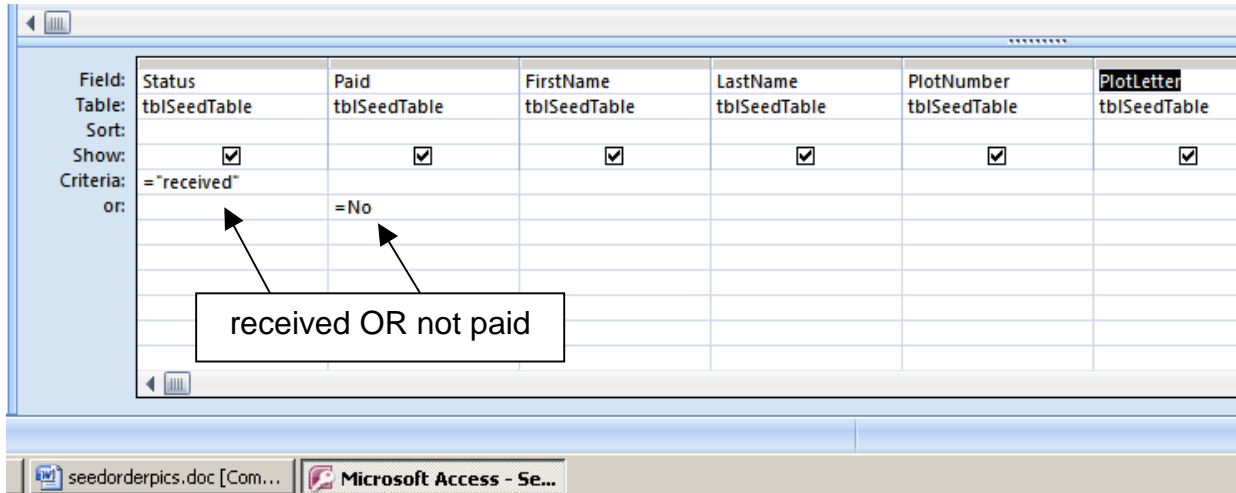 Field: Status Paid FirstName LastName PlotNumber PlotLetter
Table: tblSeedTable tblSeedTable tblSeedTable tblSeedTable tblSeedTable tblSeedTable
Sort:
Show:
Criteria: ="received"
or: =No
received OR not paid
seedorderpics.doc [Com... Microsoft Access - Se...